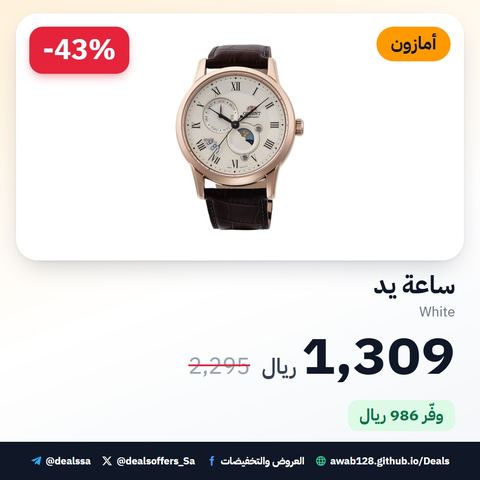 -43%
أمازون
ORIENT
ساعة يد
White
1,309 ريال 2,295
وفّر 986 ريال
@dealssa @dealsoffers_Sa العروض والتخفيضات awab128.github.io/Deals